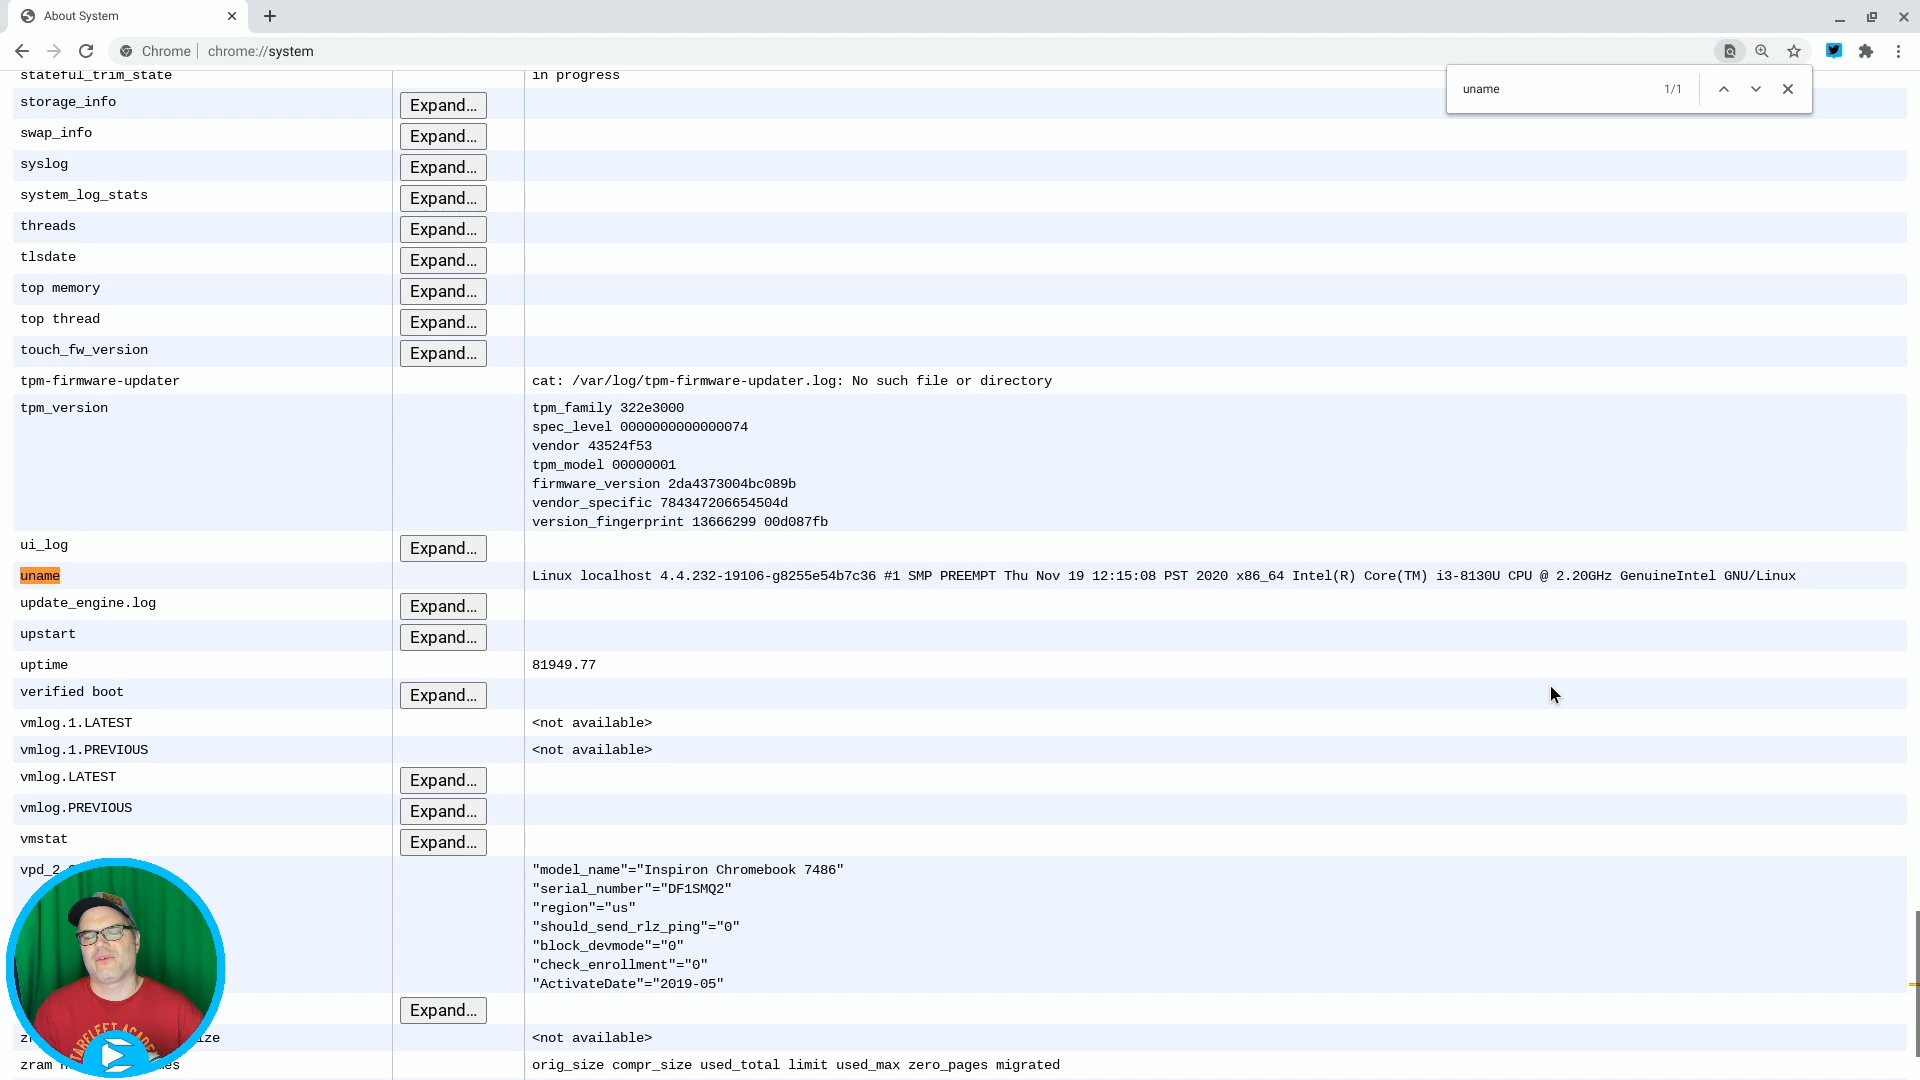 About System
Chrome | chrome://system
uname 1/1
stateful_trim_state in progress
storage_info Expand...
swap_info Expand...
syslog Expand...
system_log_stats Expand...
threads Expand...
tlsdate Expand...
top memory Expand...
top thread Expand...
touch_fw_version Expand...
tpm-firmware-updater cat: /var/log/tpm-firmware-updater.log: No such file or directory
tpm_version tpm_family 322e3000
spec_level 0000000000000074
vendor 43524f53
tpm_model 00000001
firmware_version 2da4373004bc089b
vendor_specific 784347206654504d
version_fingerprint 13666299 00d087fb
ui_log Expand...
uname Linux localhost 4.4.232-19106-g8255e54b7c36 #1 SMP PREEMPT Thu Nov 19 12:15:08 PST 2020 x86_64 Intel(R) Core(TM) i3-8130U CPU @ 2.20GHz GenuineIntel GNU/Linux
update_engine.log Expand...
upstart Expand...
uptime 81949.77
verified boot Expand...
vmlog.1.LATEST <not available>
vmlog.1.PREVIOUS <not available>
vmlog.LATEST Expand...
vmlog.PREVIOUS Expand...
vmstat Expand...
"model_name"="Inspiron Chromebook 7486"
"serial_number"="DF1SMQ2"
"region"="us"
"should_send_rlz_ping"="0"
"block_devmode"="0"
"check_enrollment"="0"
"ActivateDate"="2019-05"
Expand...
<not available>
zram orig_size compr_size used_total limit used_max zero_pages migrated